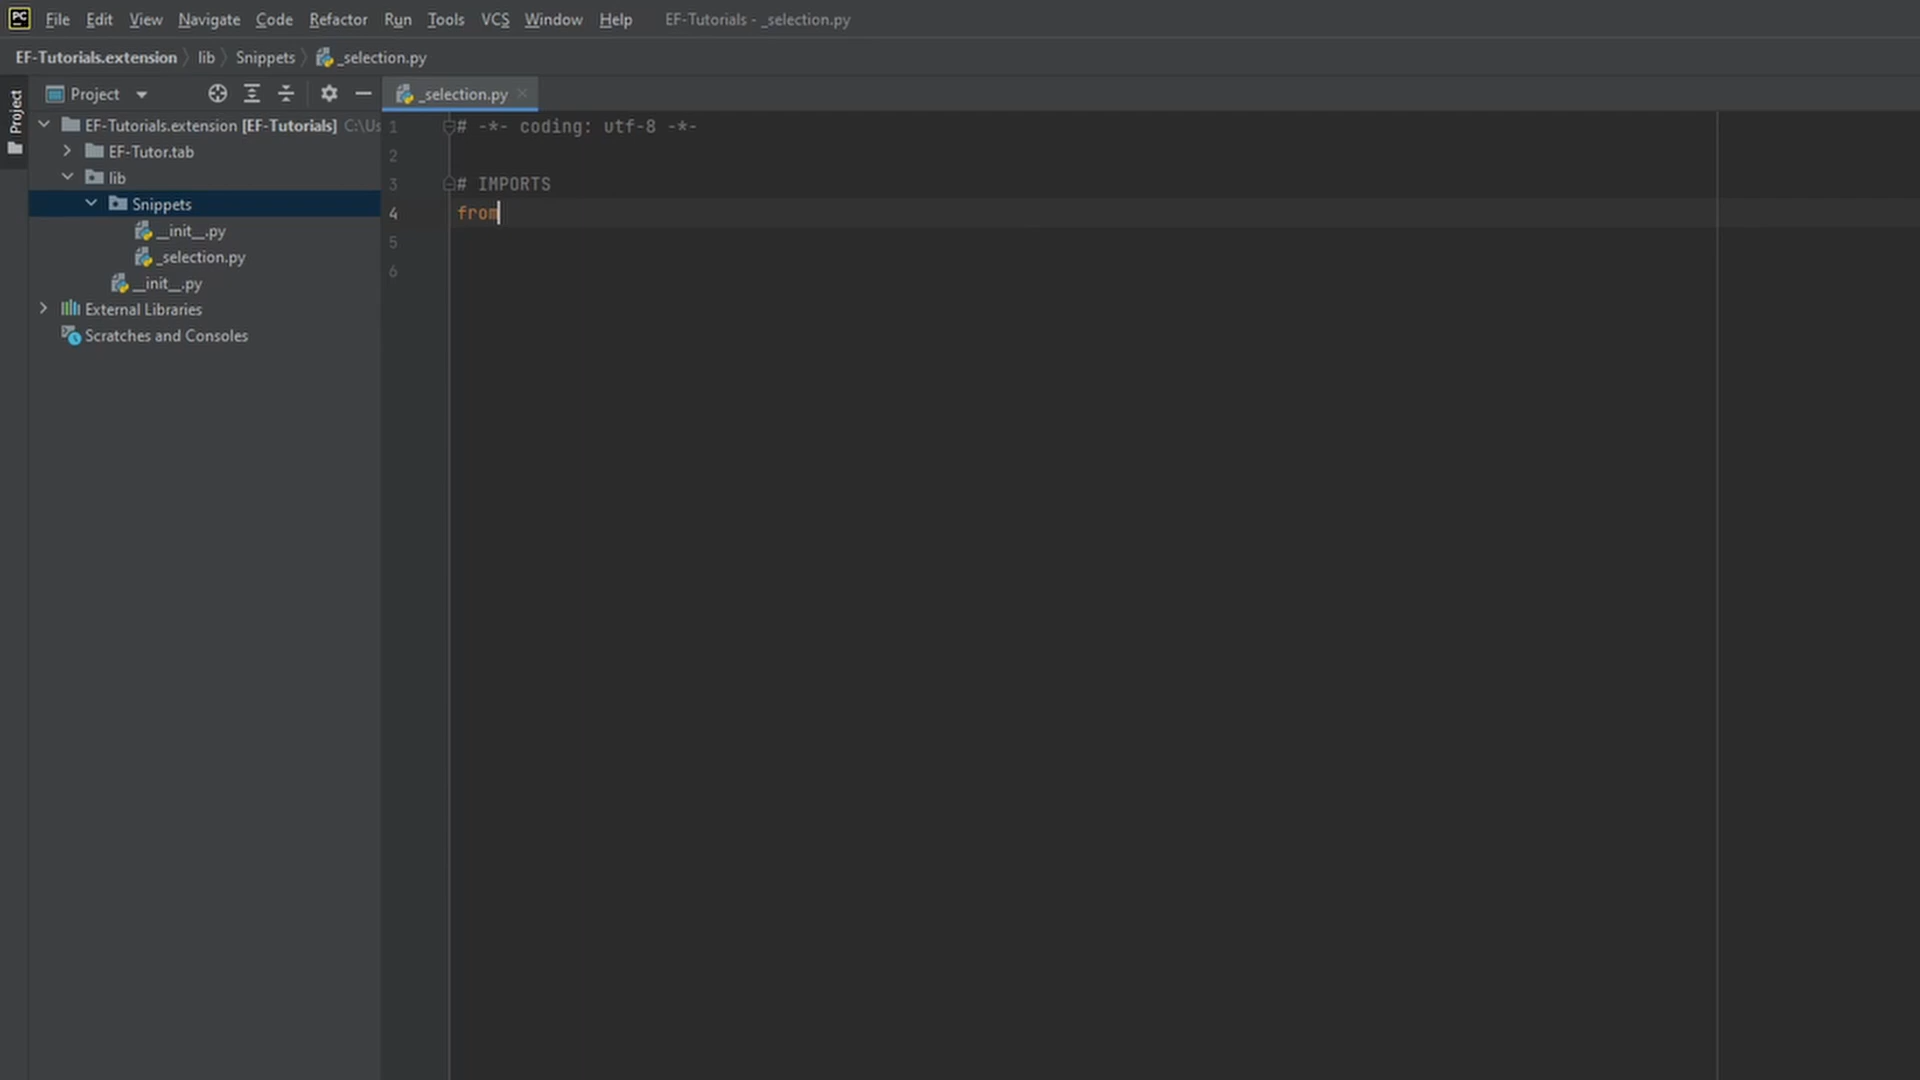 PC File Edit View Navigate Code Refactor Run Tools VCS Window Help EF-Tutorials - _selection.py
EF-Tutorials.extension lib Snippets _selection.py
Project
Project
_selection.py
EF-Tutorials.extension [EF-Tutorials] C:\Us
EF-Tutor.tab
lib
Snippets
__init__.py
_selection.py
__init__.py
External Libraries
Scratches and Consoles
1 # -*- coding: utf-8 -*-
2
3 # IMPORTS
4 from
5
6